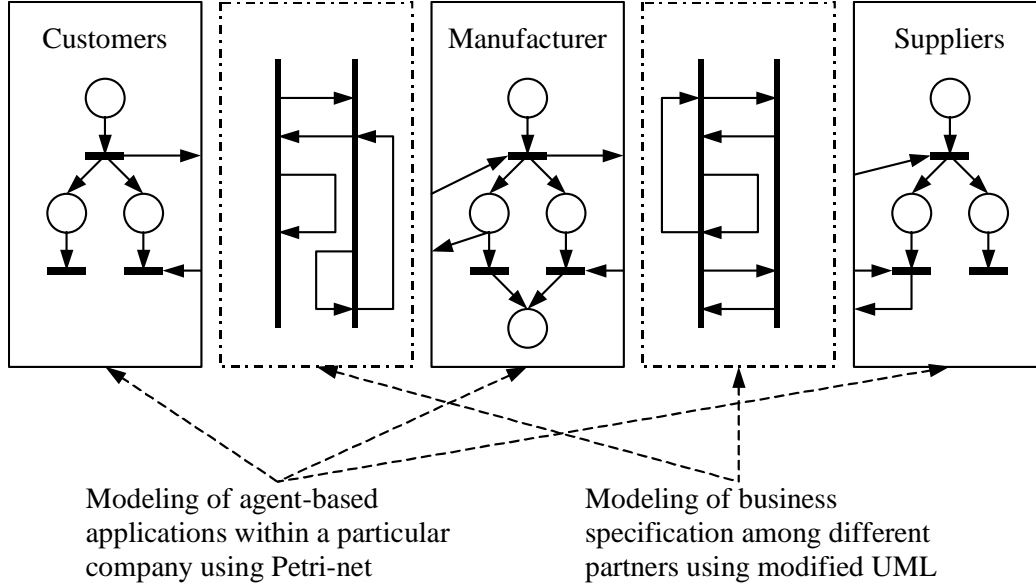 Customers
Manufacturer
Suppliers
Modeling of agent-based
applications within a particular
company using Petri-net
Modeling of business
specification among different
partners using modified UML